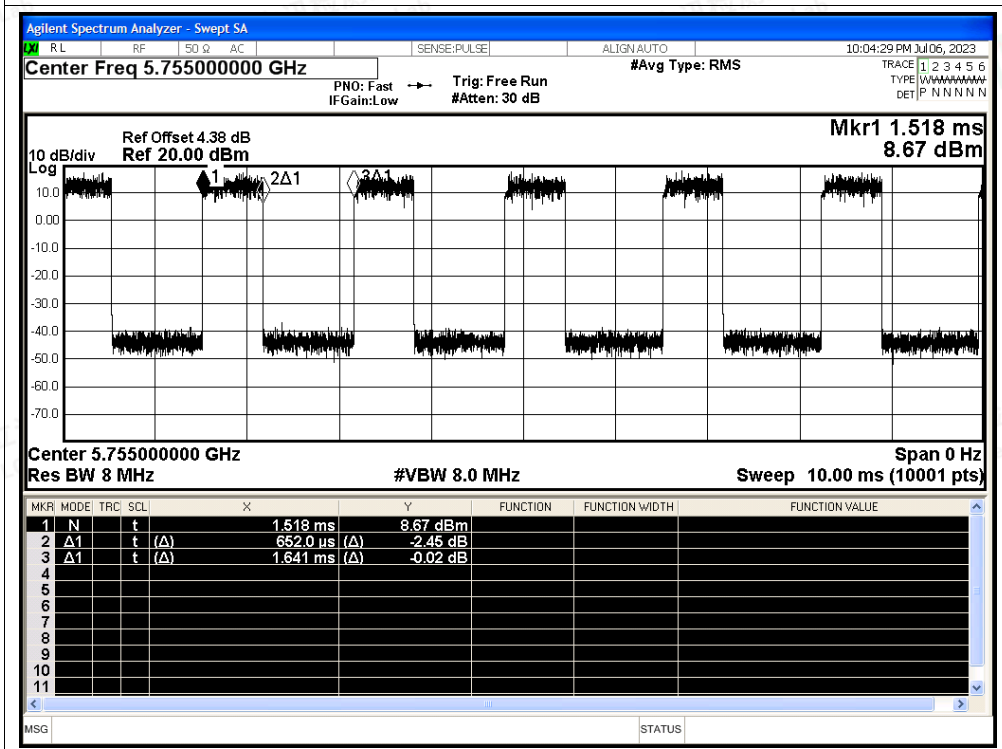 Agilent Spectrum Analyzer - Swept SA
LXI RL RF 50 Ω AC SENSE:PULSE ALIGN AUTO 10:04:29 PM Jul 06, 2023
Center Freq 5.755000000 GHz #Avg Type: RMS TRACE 1 2 3 4 5 6
PNO: Fast Trig: Free Run TYPE WWWWWW
IFGain:Low #Atten: 30 dB DET P N N N N N
Mkr1 1.518 ms
Ref Offset 4.38 dB
10 dB/div Ref 20.00 dBm 8.67 dBm
Log
1 2Δ1 3Δ1
10.0
0.00
-10.0
-20.0
-30.0
-40.0
-50.0
-60.0
-70.0
Center 5.755000000 GHz Span 0 Hz
Res BW 8 MHz #VBW 8.0 MHz Sweep 10.00 ms (10001 pts)
MKR MODE TRC SCL X Y FUNCTION FUNCTION WIDTH FUNCTION VALUE
1 N t 1.518 ms 8.67 dBm
2 Δ1 t (Δ) 652.0 µs (Δ) -2.45 dB
3 Δ1 t (Δ) 1.641 ms (Δ) -0.02 dB
4
5
6
7
8
9
10
11
MSG STATUS